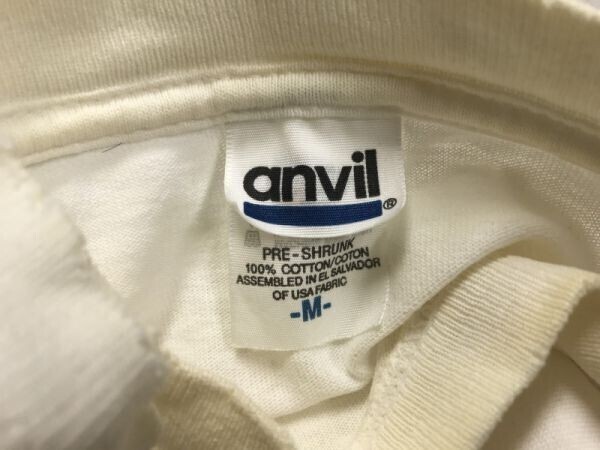 anvil
®
PRE-SHRUNK
100% COTTON/COTON
ASSEMBLED IN EL SALVADOR
OF USA FABRIC
-M-